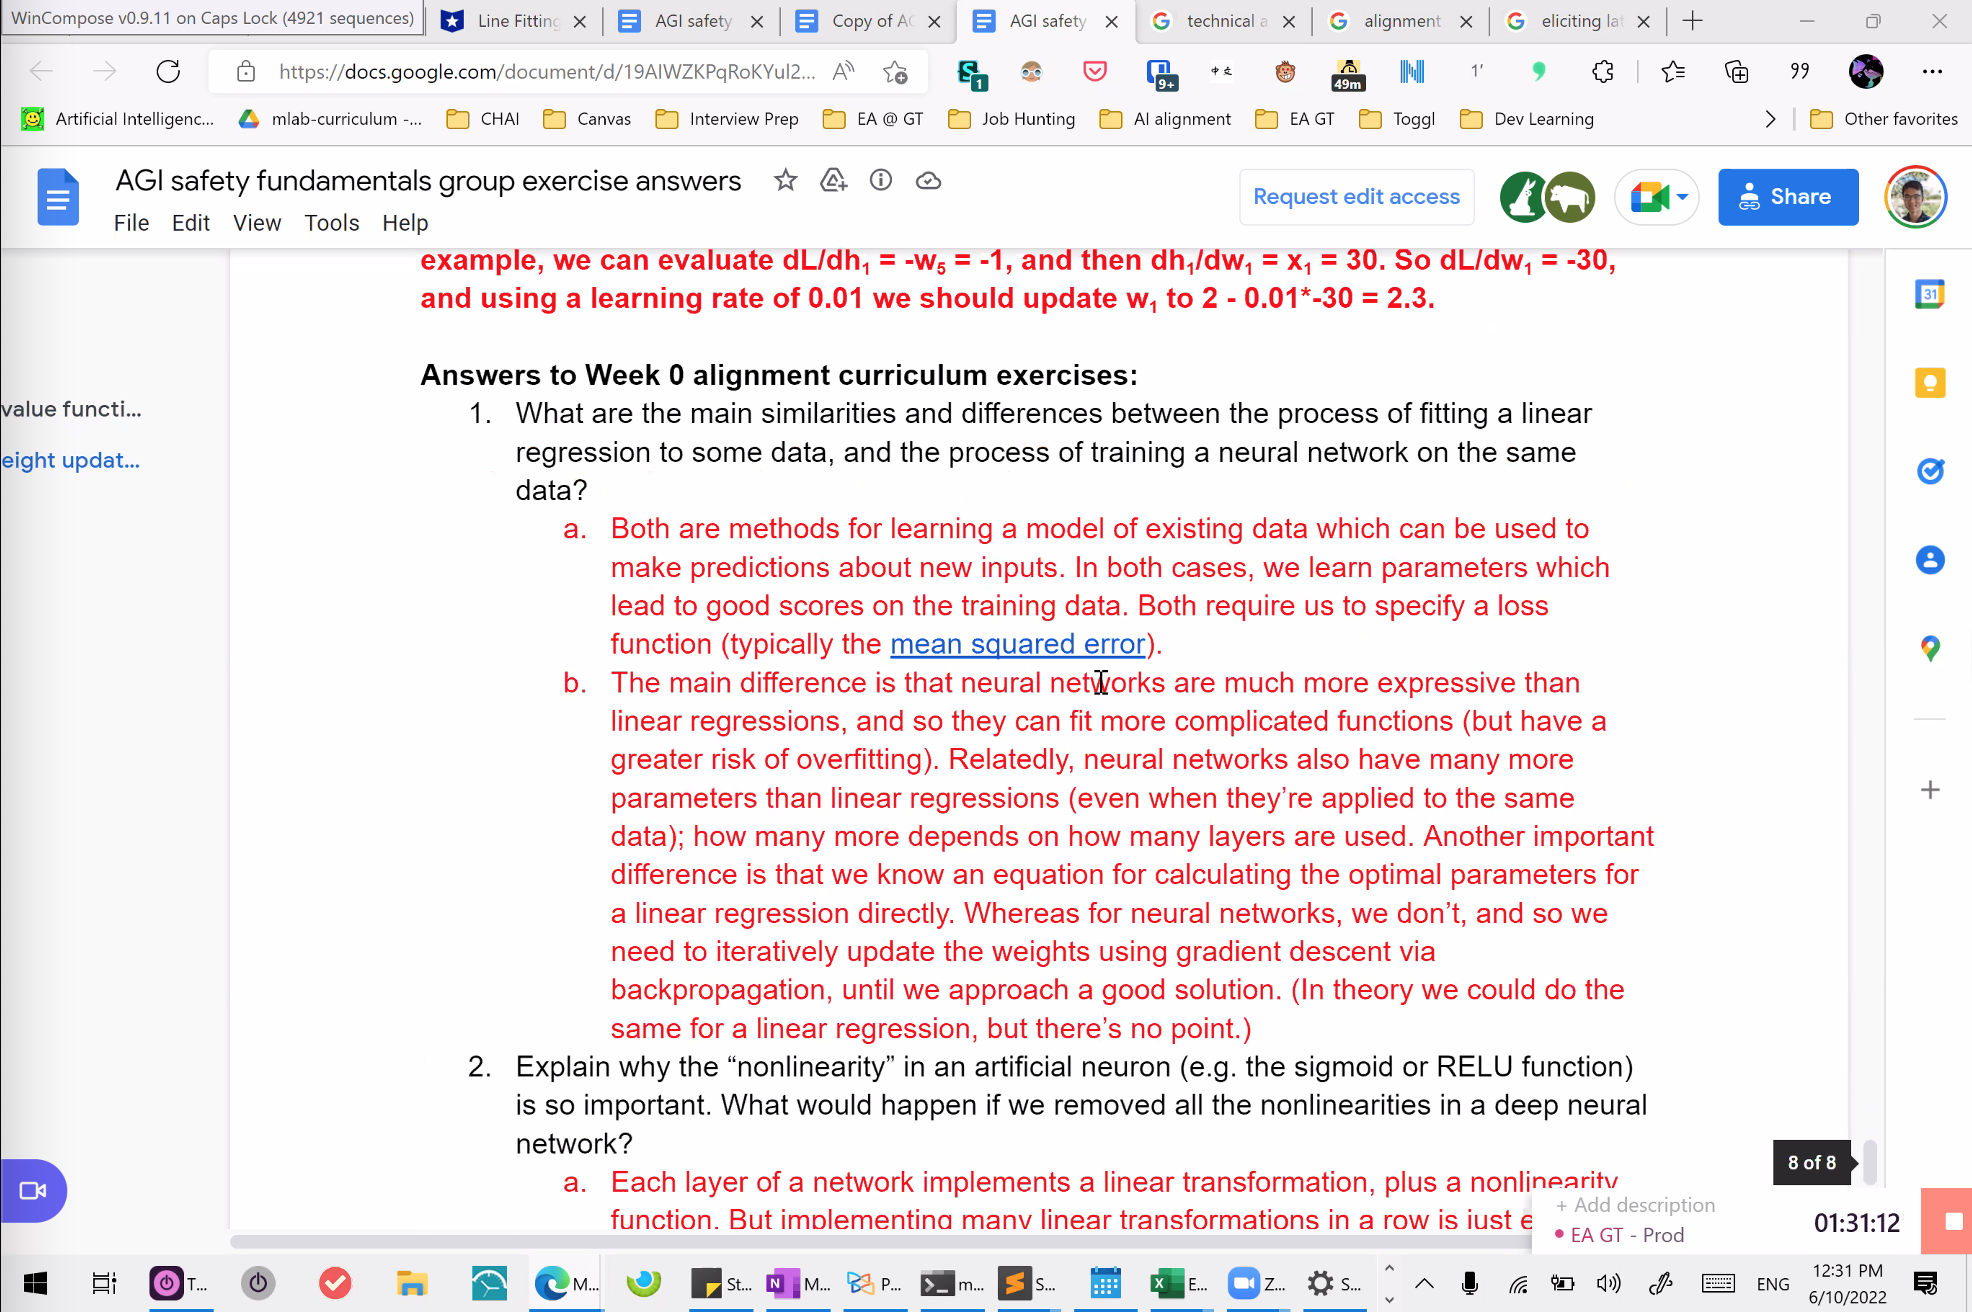 WinCompose v0.9.11 on Caps Lock (4921 sequences)
Line Fitting
AGI safety
Copy of AG
AGI safety
technical a
alignment
eliciting lat
https://docs.google.com/document/d/19AIWZKPqRoKYul2...
1
9+
49m
1'
99
Artificial Intelligenc...
mlab-curriculum -...
CHAI
Canvas
Interview Prep
EA @ GT
Job Hunting
AI alignment
EA GT
Toggl
Dev Learning
Other favorites
AGI safety fundamentals group exercise answers
File Edit View Tools Help
Request edit access
Share
31
value functi...
eight updat...
example, we can evaluate dL/dh₁ = -w₅ = -1, and then dh₁/dw₁ = x₁ = 30. So dL/dw₁ = -30,
and using a learning rate of 0.01 we should update w₁ to 2 - 0.01*-30 = 2.3.
Answers to Week 0 alignment curriculum exercises:
1. What are the main similarities and differences between the process of fitting a linear
regression to some data, and the process of training a neural network on the same
data?
a. Both are methods for learning a model of existing data which can be used to
make predictions about new inputs. In both cases, we learn parameters which
lead to good scores on the training data. Both require us to specify a loss
function (typically the mean squared error).
b. The main difference is that neural networks are much more expressive than
linear regressions, and so they can fit more complicated functions (but have a
greater risk of overfitting). Relatedly, neural networks also have many more
parameters than linear regressions (even when they’re applied to the same
data); how many more depends on how many layers are used. Another important
difference is that we know an equation for calculating the optimal parameters for
a linear regression directly. Whereas for neural networks, we don’t, and so we
need to iteratively update the weights using gradient descent via
backpropagation, until we approach a good solution. (In theory we could do the
same for a linear regression, but there’s no point.)
2. Explain why the “nonlinearity” in an artificial neuron (e.g. the sigmoid or RELU function)
is so important. What would happen if we removed all the nonlinearities in a deep neural
network?
a. Each layer of a network implements a linear transformation, plus a nonlinearity
function. But implementing many linear transformations in a row is just e
8 of 8
+ Add description
EA GT - Prod
01:31:12
T...
M...
St...
M...
P...
m...
S...
E...
Z...
S...
ENG
12:31 PM
6/10/2022